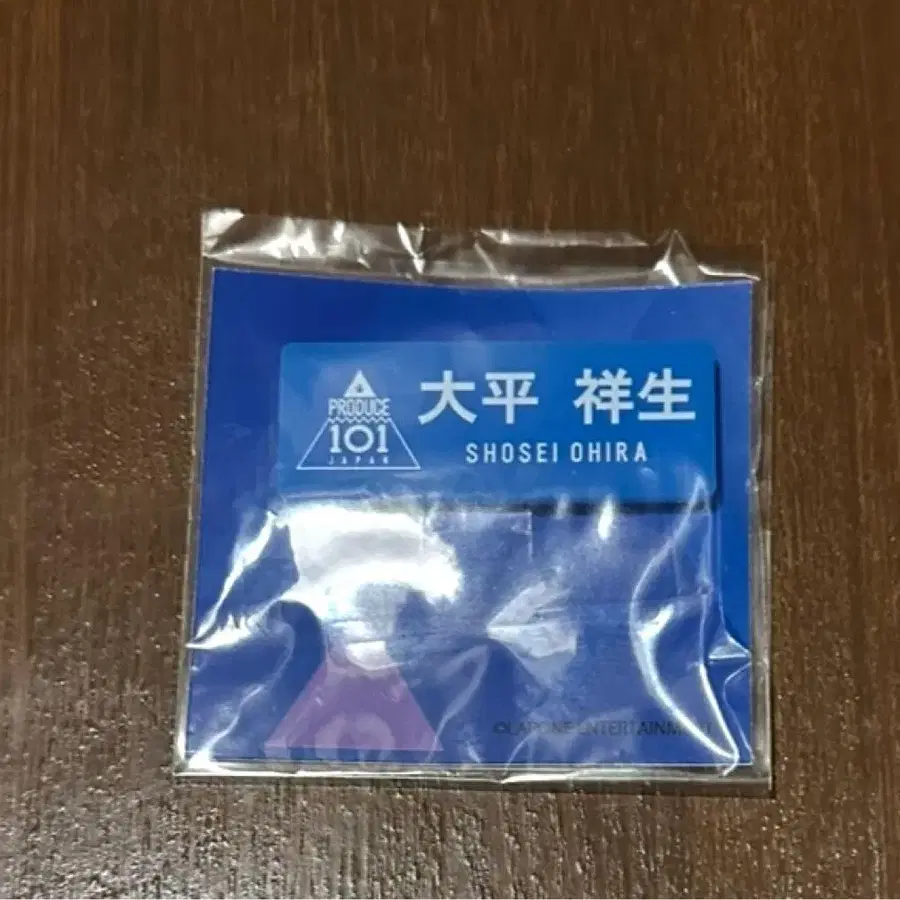 PRODUCE
101
JAPAN
大平 祥生
SHOSEI OHIRA
©LAPONE ENTERTAINMENT